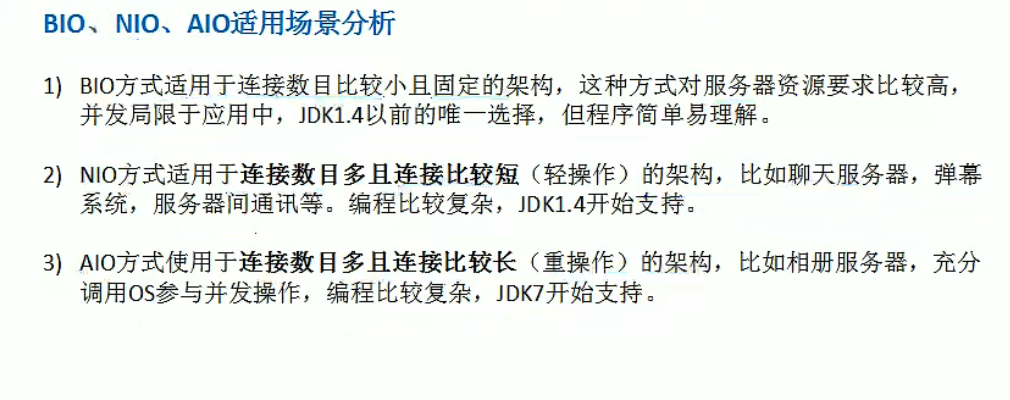 BIO、NIO、AIO适用场景分析
1) BIO方式适用于连接数目比较小且固定的架构，这种方式对服务器资源要求比较高，
并发局限于应用中，JDK1.4以前的唯一选择，但程序简单易理解。
2) NIO方式适用于连接数目多且连接比较短（轻操作）的架构，比如聊天服务器，弹幕
系统，服务器间通讯等。编程比较复杂，JDK1.4开始支持。
3) AIO方式使用于连接数目多且连接比较长（重操作）的架构，比如相册服务器，充分
调用OS参与并发操作，编程比较复杂，JDK7开始支持。